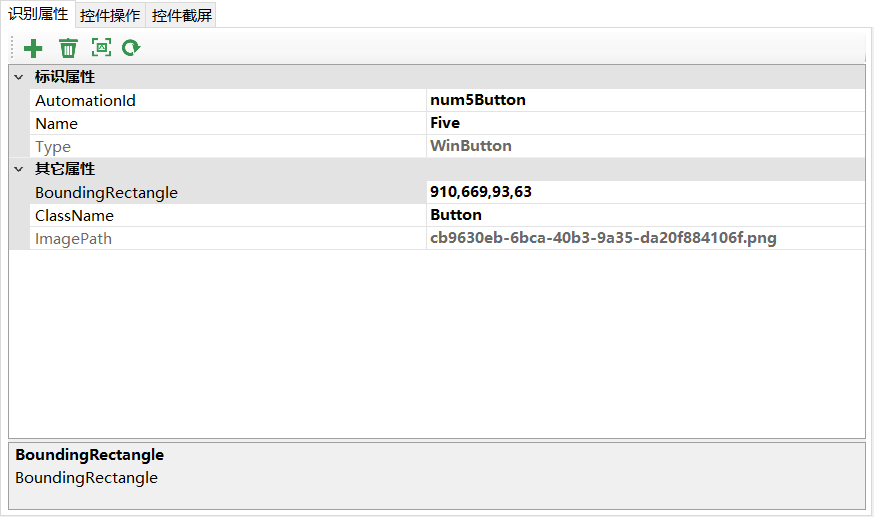 识别属性 控件操作 控件截屏
标识属性
AutomationId num5Button
Name Five
Type WinButton
其它属性
BoundingRectangle 910,669,93,63
ClassName Button
ImagePath cb9630eb-6bca-40b3-9a35-da20f884106f.png
BoundingRectangle
BoundingRectangle